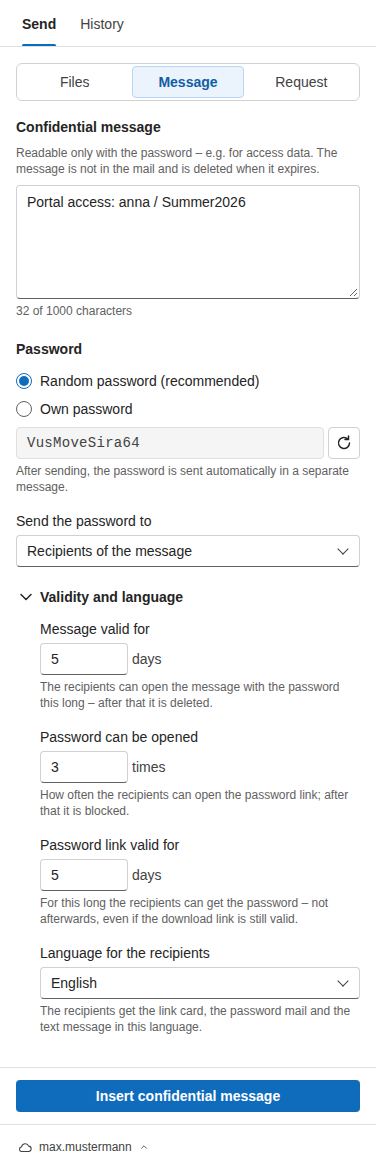 Send History
Files Message Request
Confidential message
Readable only with the password – e.g. for access data. The
message is not in the mail and is deleted when it expires.
Portal access: anna / Summer2026
32 of 1000 characters
Password
Random password (recommended)
Own password
VusMoveSira64
After sending, the password is sent automatically in a separate
message.
Send the password to
Recipients of the message
Validity and language
Message valid for
5 days
The recipients can open the message with the password
this long – after that it is deleted.
Password can be opened
3 times
How often the recipients can open the password link; after
that it is blocked.
Password link valid for
5 days
For this long the recipients can get the password – not
afterwards, even if the download link is still valid.
Language for the recipients
English
The recipients get the link card, the password mail and the
text message in this language.
Insert confidential message
max.mustermann